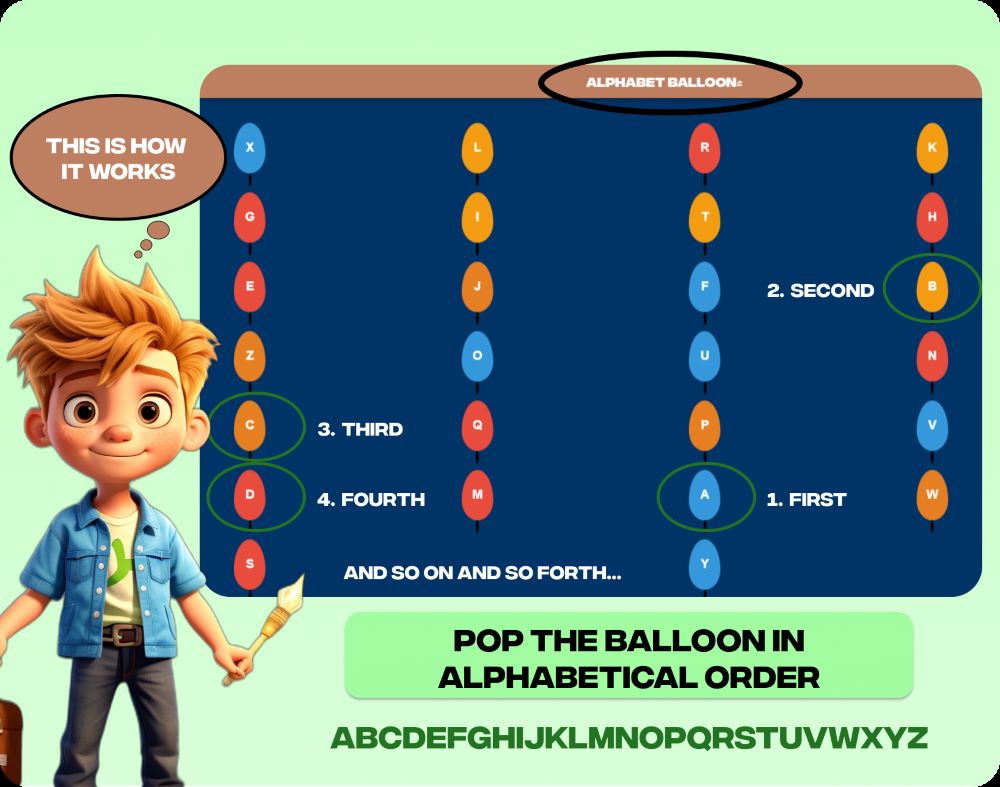 ALPHABET BALLOON
THIS IS HOW
IT WORKS
X L R K
G I T H
E J F 2. SECOND B
Z O U N
C 3. THIRD Q P V
D 4. FOURTH M A 1. FIRST W
S AND SO ON AND SO FORTH... Y
POP THE BALLOON IN
ALPHABETICAL ORDER
ABCDEFGHIJKLMNOPQRSTUVWXYZ